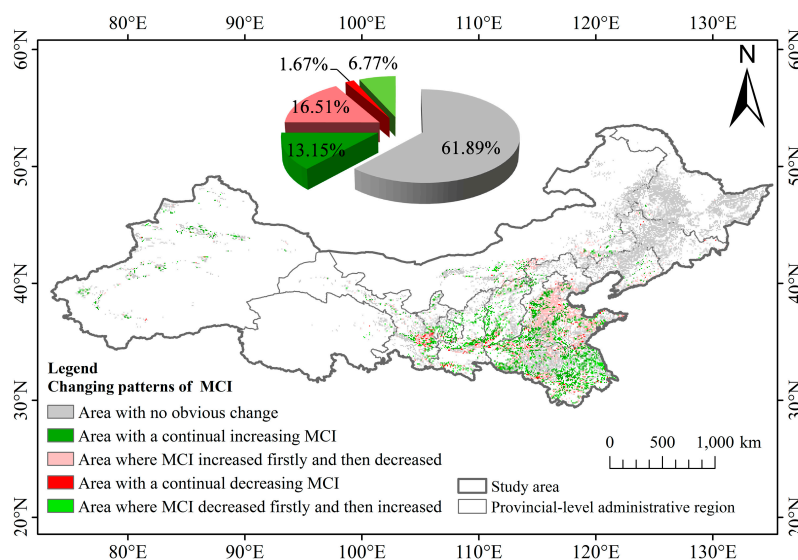 80°E 90°E 100°E 110°E 120°E 130°E
60°N 60°N
N
1.67% 6.77%
16.51%
13.15% 61.89%
50°N 50°N
40°N 40°N
30°N 30°N
20°N 20°N
Legend
Changing patterns of MCI
Area with no obvious change
Area with a continual increasing MCI
Area where MCI increased firstly and then decreased
Area with a continual decreasing MCI
Area where MCI decreased firstly and then increased
0 500 1,000 km
Study area
Provincial-level administrative region
80°E 90°E 100°E 110°E 120°E 130°E